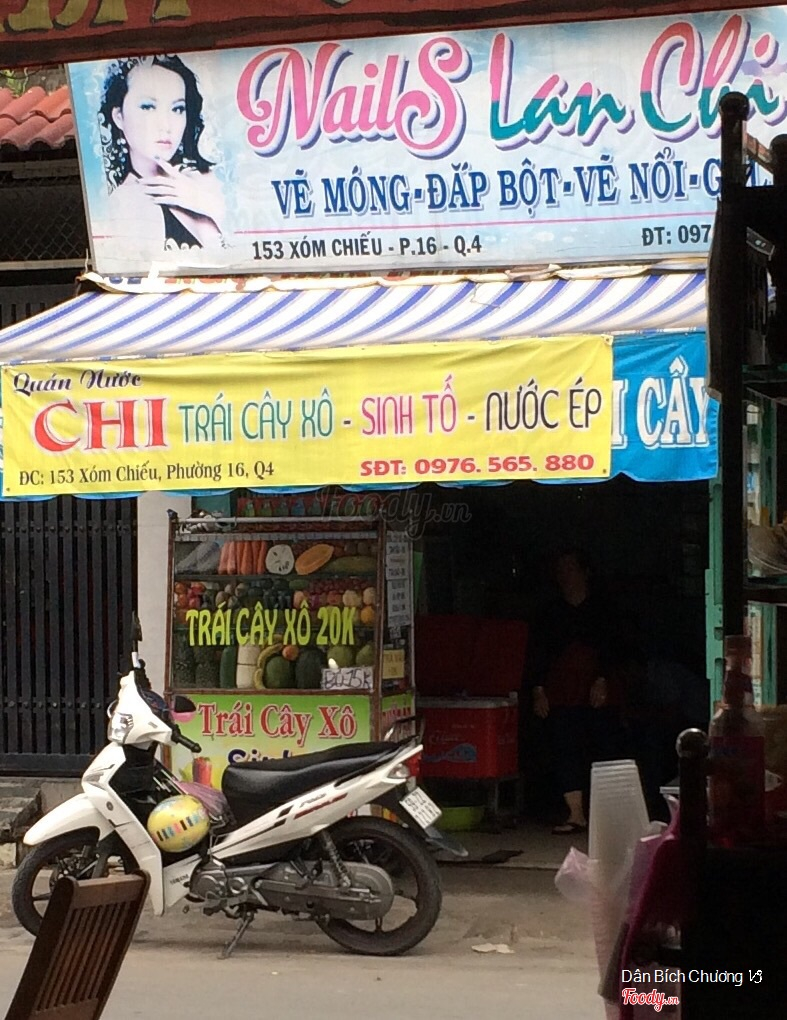 NailS Lan Chi
VẼ MÓNG-ĐẮP BỘT-VẼ NỔI-
153 XÓM CHIẾU - P.16 - Q.4
ĐT: 097
Quán Nước
CHI TRÁI CÂY XÔ - SINH TỐ - NƯỚC ÉP
ĐC: 153 Xóm Chiếu, Phường 16, Q4
SĐT: 0976. 565. 880
I CÂY
Foody.vn
TRÁI CÂY XÔ 20K
Trái Cây Xô
Dân Bích Chương
Foody.vn